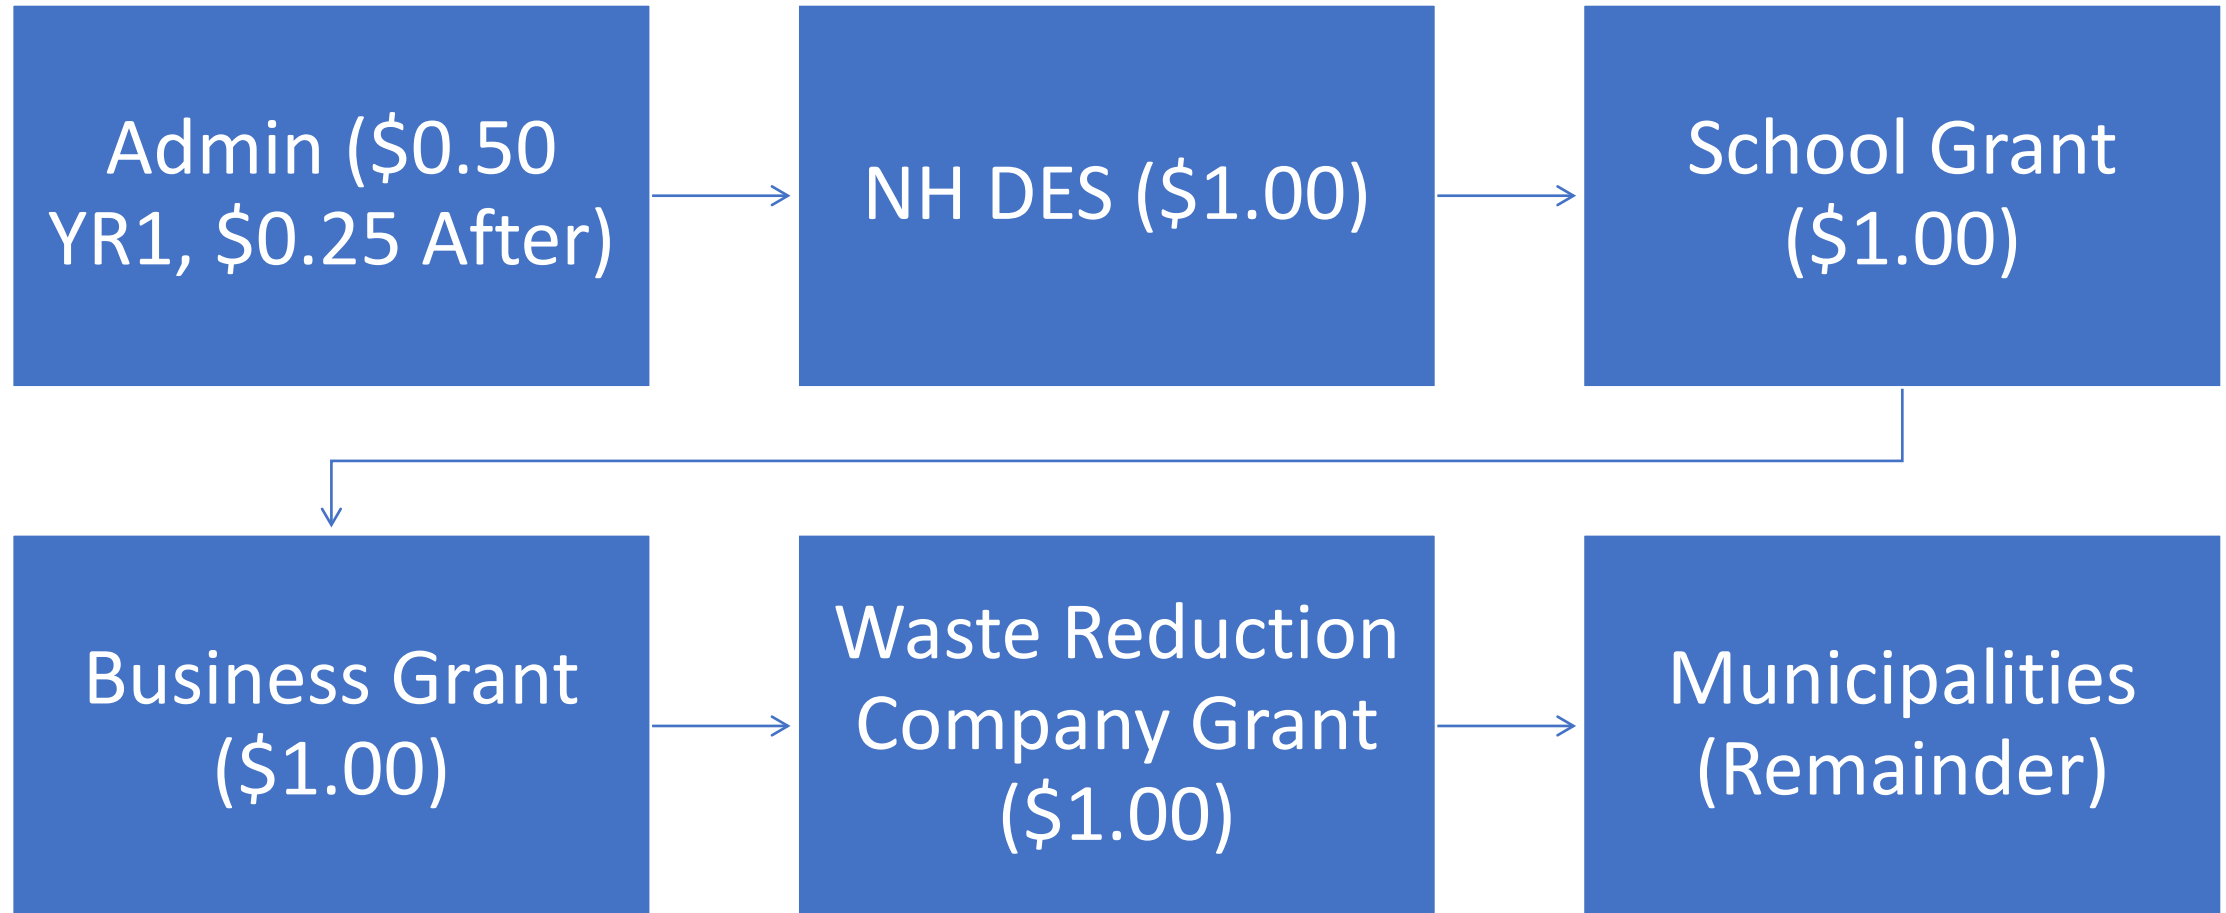 Admin ($0.50
YR1, $0.25 After)
NH DES ($1.00)
School Grant
($1.00)
Business Grant
($1.00)
Waste Reduction
Company Grant
($1.00)
Municipalities
(Remainder)